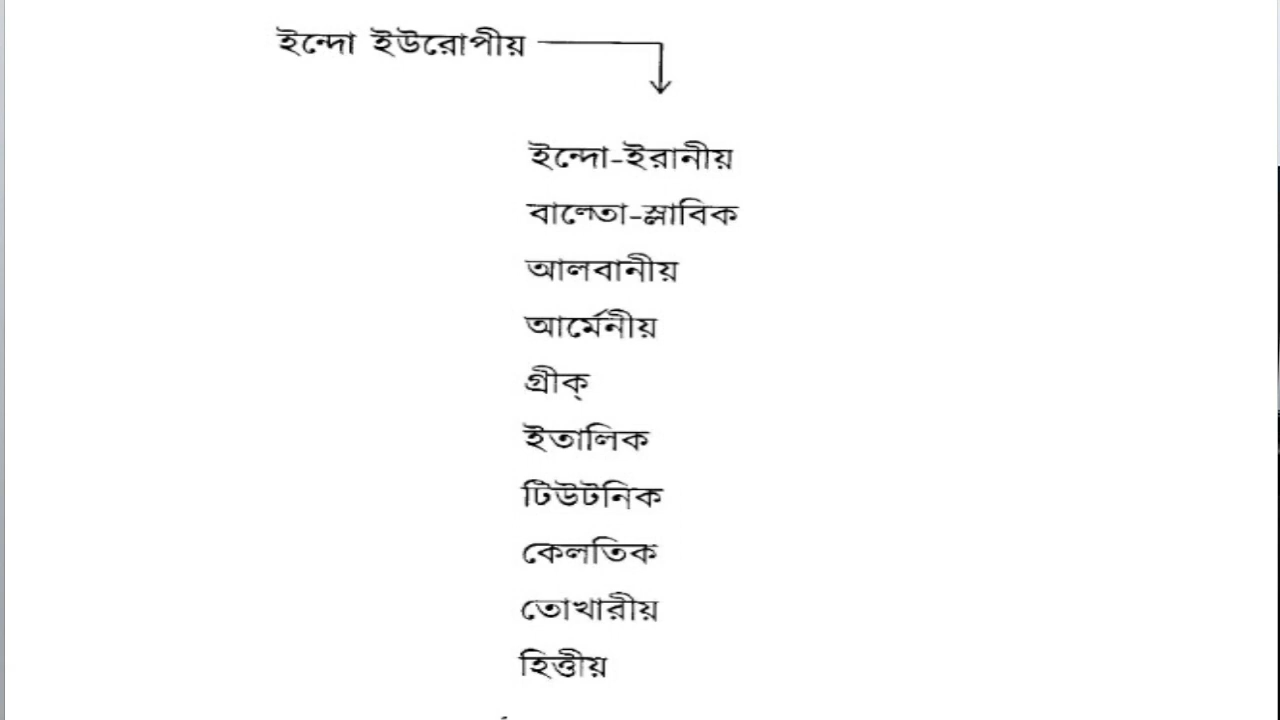 ইন্দো ইউরোপীয়
ইন্দো-ইরানীয়
বাল্তো-স্লাবিক
আলবানীয়
আর্মেনীয়
গ্রীক্
ইতালিক
টিউটনিক
কেলতিক
তোখারীয়
হিত্তীয়